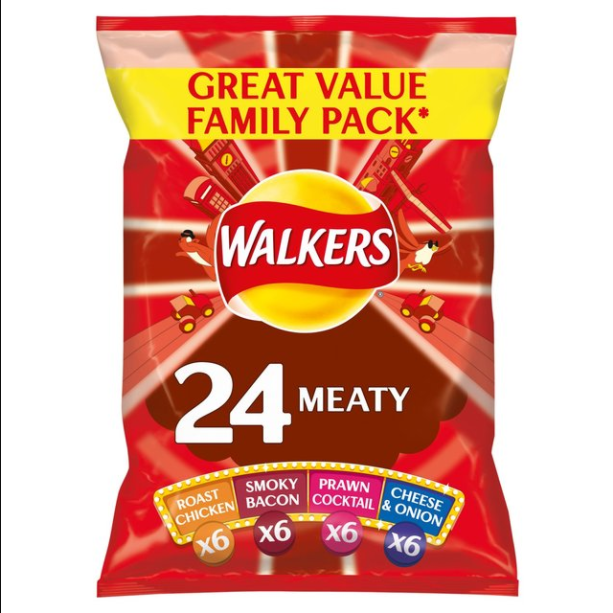 GREAT VALUE
FAMILY PACK*
WALKERS
®
24 MEATY
ROAST
CHICKEN
x6
SMOKY
BACON
x6
PRAWN
COCKTAIL
x6
CHEESE
& ONION
x6